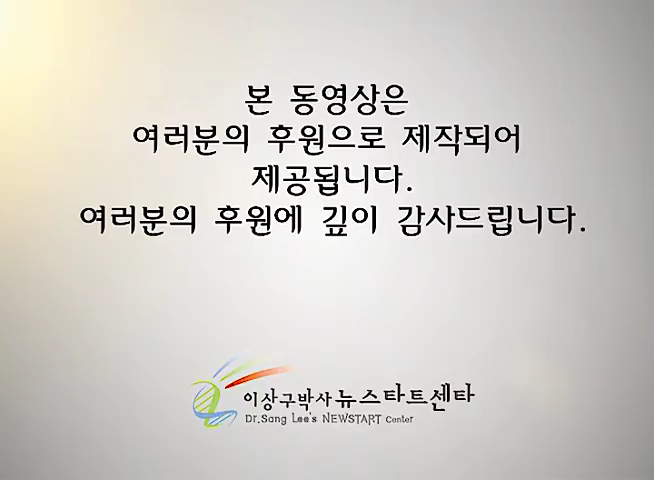 본 동영상은
여러분의 후원으로 제작되어
제공됩니다.
여러분의 후원에 깊이 감사드립니다.
이상구박사 뉴스타트센타
Dr.Sang Lee's NEWSTART Center